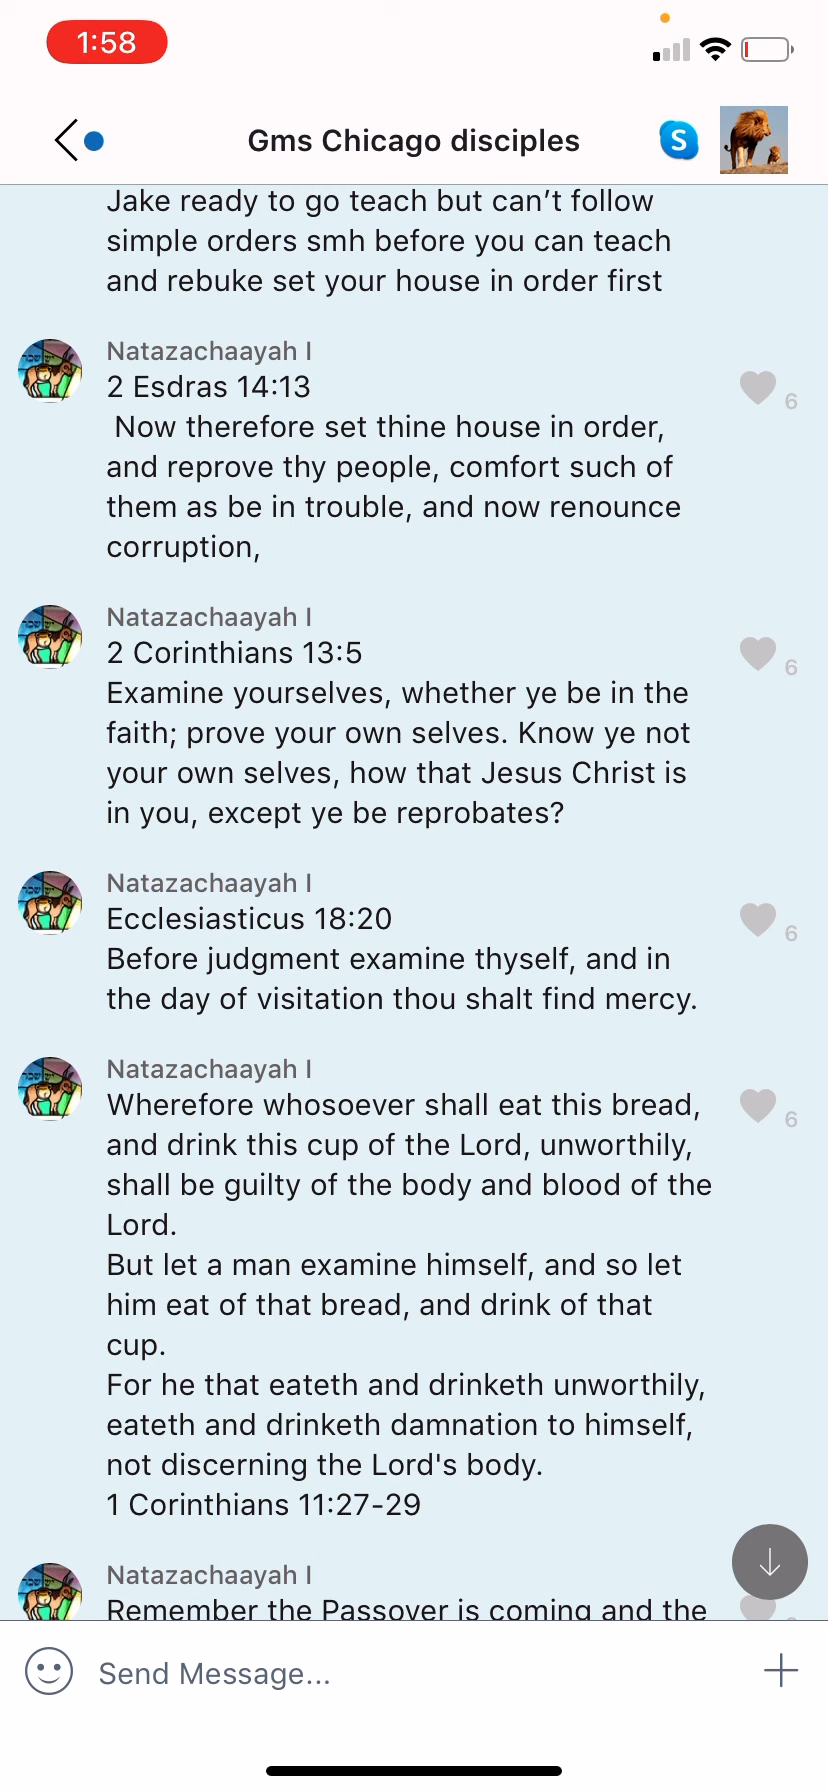 1:58
Gms Chicago disciples
S
Jake ready to go teach but can’t follow
simple orders smh before you can teach
and rebuke set your house in order first
Natazachaayah I
2 Esdras 14:13
Now therefore set thine house in order,
and reprove thy people, comfort such of
them as be in trouble, and now renounce
corruption,
6
Natazachaayah I
2 Corinthians 13:5
Examine yourselves, whether ye be in the
faith; prove your own selves. Know ye not
your own selves, how that Jesus Christ is
in you, except ye be reprobates?
6
Natazachaayah I
Ecclesiasticus 18:20
Before judgment examine thyself, and in
the day of visitation thou shalt find mercy.
6
Natazachaayah I
Wherefore whosoever shall eat this bread,
and drink this cup of the Lord, unworthily,
shall be guilty of the body and blood of the
Lord.
But let a man examine himself, and so let
him eat of that bread, and drink of that
cup.
For he that eateth and drinketh unworthily,
eateth and drinketh damnation to himself,
not discerning the Lord's body.
1 Corinthians 11:27-29
6
Natazachaayah I
Remember the Passover is coming and the
Send Message...